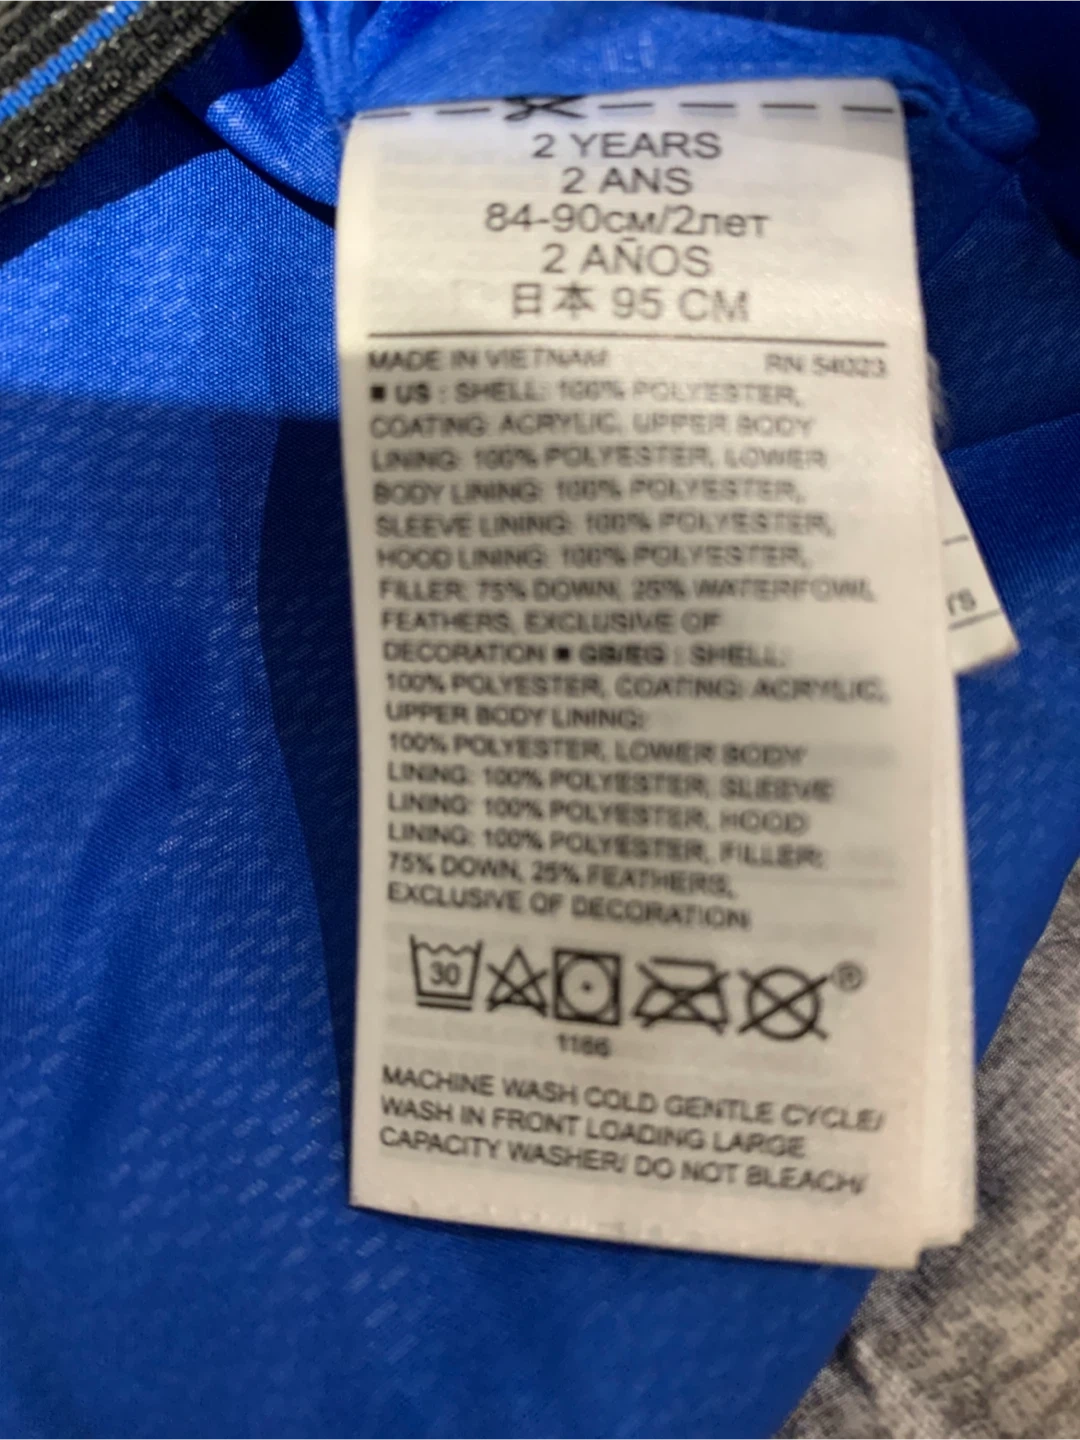 2 YEARS
2 ANS
84-90см/2лет
2 AÑOS
日本 95 CM
MADE IN VIETNAM RN 54023
■ US : SHELL: 100% POLYESTER,
COATING: ACRYLIC, UPPER BODY
LINING: 100% POLYESTER, LOWER
BODY LINING: 100% POLYESTER,
SLEEVE LINING: 100% POLYESTER,
HOOD LINING: 100% POLYESTER,
FILLER: 75% DOWN, 25% WATERFOWL
FEATHERS, EXCLUSIVE OF
DECORATION ■ GB/EG : SHELL:
100% POLYESTER, COATING: ACRYLIC,
UPPER BODY LINING:
100% POLYESTER, LOWER BODY
LINING: 100% POLYESTER, SLEEVE
LINING: 100% POLYESTER, HOOD
LINING: 100% POLYESTER, FILLER:
75% DOWN, 25% FEATHERS,
EXCLUSIVE OF DECORATION
30 ®
1166
MACHINE WASH COLD GENTLE CYCLE/
WASH IN FRONT LOADING LARGE
CAPACITY WASHER/ DO NOT BLEACH/